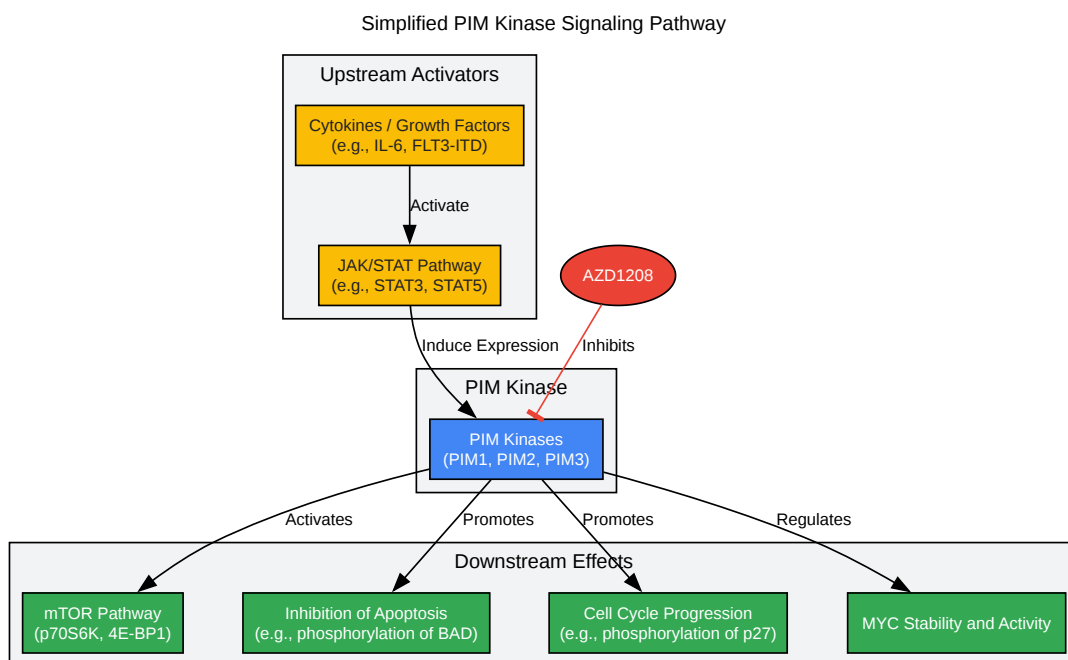 Simplified PIM Kinase Signaling Pathway
Upstream Activators
Cytokines / Growth Factors
(e.g., IL-6, FLT3-ITD)
Activate
JAK/STAT Pathway
(e.g., STAT3, STAT5)
AZD1208
Induce Expression
Inhibits
PIM Kinase
PIM Kinases
(PIM1, PIM2, PIM3)
Activates
Promotes
Promotes
Regulates
Downstream Effects
mTOR Pathway
(p70S6K, 4E-BP1)
Inhibition of Apoptosis
(e.g., phosphorylation of BAD)
Cell Cycle Progression
(e.g., phosphorylation of p27)
MYC Stability and Activity